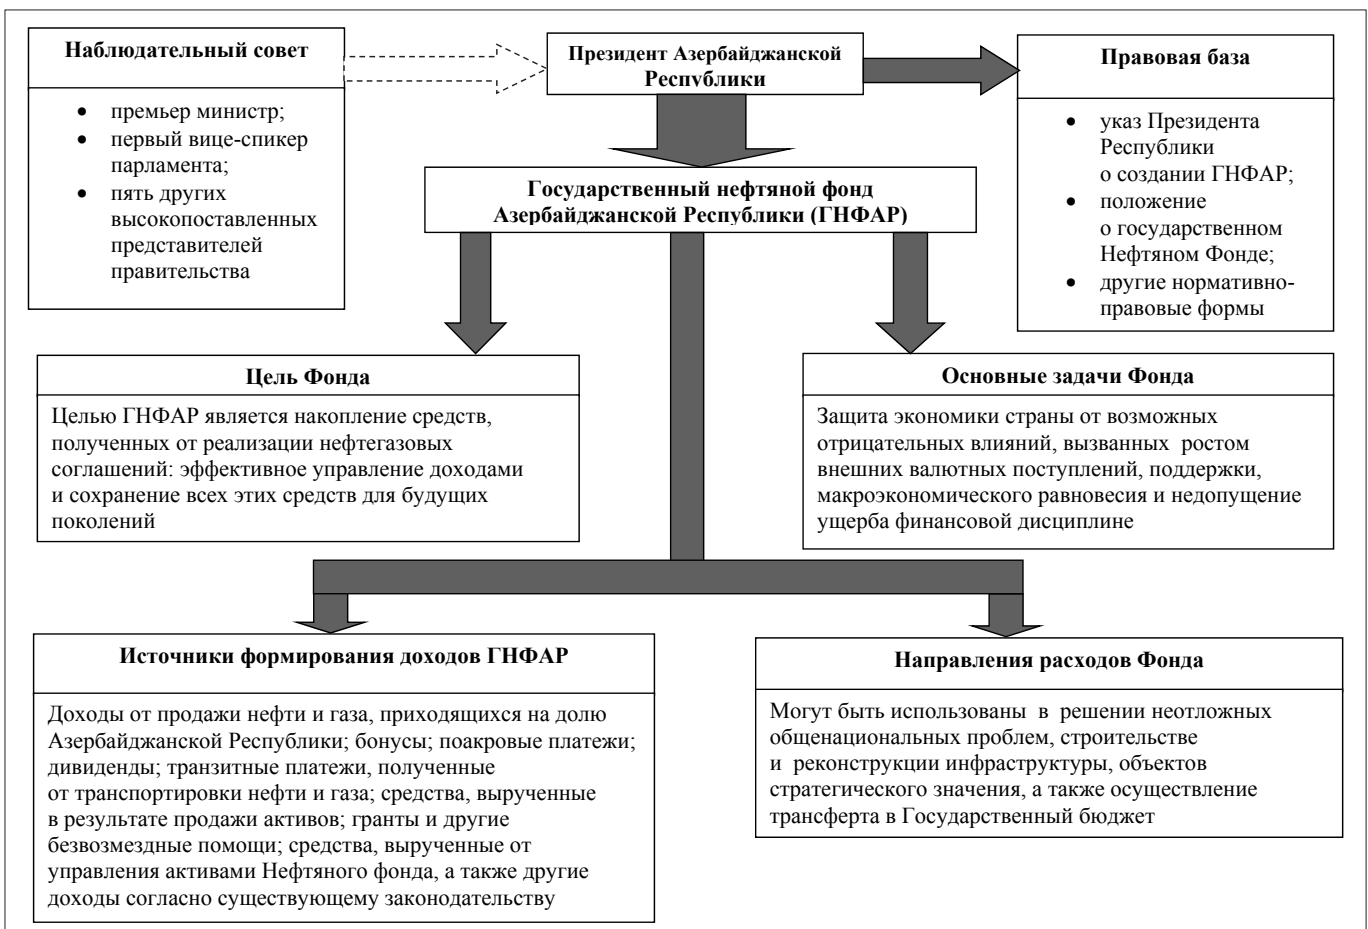 Наблюдательный совет
• премьер министр;
• первый вице-спикер
парламента;
• пять других
высокопоставленных
представителей
правительства
Президент Азербайджанской
Республики
Правовая база
• указ Президента
Республики
о создании ГНФАР;
• положение
о государственном
Нефтяном Фонде;
• другие нормативно-
правовые формы
Государственный нефтяной фонд
Азербайджанской Республики (ГНФАР)
Цель Фонда
Целью ГНФАР является накопление средств,
полученных от реализации нефтегазовых
соглашений: эффективное управление доходами
и сохранение всех этих средств для будущих
поколений
Основные задачи Фонда
Защита экономики страны от возможных
отрицательных влияний, вызванных ростом
внешних валютных поступлений, поддержки,
макроэкономического равновесия и недопущение
ущерба финансовой дисциплине
Источники формирования доходов ГНФАР
Доходы от продажи нефти и газа, приходящихся на долю
Азербайджанской Республики; бонусы; поакровые платежи;
дивиденды; транзитные платежи, полученные
от транспортировки нефти и газа; средства, вырученные
в результате продажи активов; гранты и другие
безвозмездные помощи; средства, вырученные от
управления активами Нефтяного фонда, а также другие
доходы согласно существующему законодательству
Направления расходов Фонда
Могут быть использованы в решении неотложных
общенациональных проблем, строительстве
и реконструкции инфраструктуры, объектов
стратегического значения, а также осуществление
трансферта в Государственный бюджет